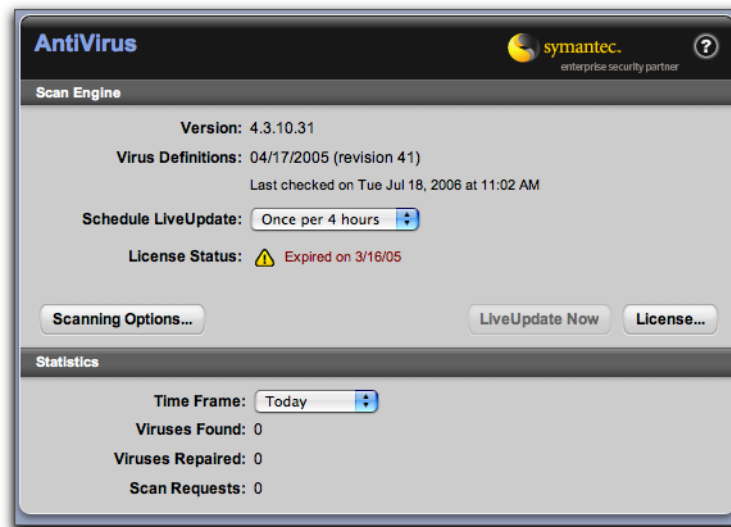 AntiVirus
symantec.
enterprise security partner
?
Scan Engine
Version: 4.3.10.31
Virus Definitions: 04/17/2005 (revision 41)
Last checked on Tue Jul 18, 2006 at 11:02 AM
Schedule LiveUpdate: Once per 4 hours
License Status: Expired on 3/16/05
Scanning Options... LiveUpdate Now License...
Statistics
Time Frame: Today
Viruses Found: 0
Viruses Repaired: 0
Scan Requests: 0